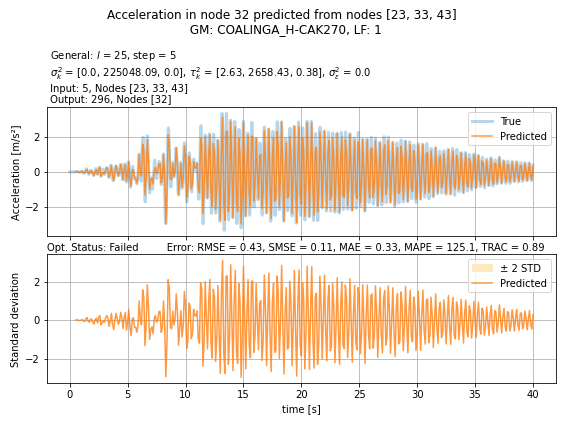 Acceleration in node 32 predicted from nodes [23, 33, 43]
GM: COALINGA_H-CAK270, LF: 1
General: l = 25, step = 5
σ²ₖ = [0.0, 225048.09, 0.0], τ²ₖ = [2.63, 2658.43, 0.38], σ²ₑ = 0.0
Input: 5, Nodes [23, 33, 43]
Output: 296, Nodes [32]
Acceleration [m/s²]
2
0
−2
True
Predicted
Opt. Status: Failed Error: RMSE = 0.43, SMSE = 0.11, MAE = 0.33, MAPE = 125.1, TRAC = 0.89
Standard deviation
2
0
−2
± 2 STD
Predicted
0 5 10 15 20 25 30 35 40
time [s]